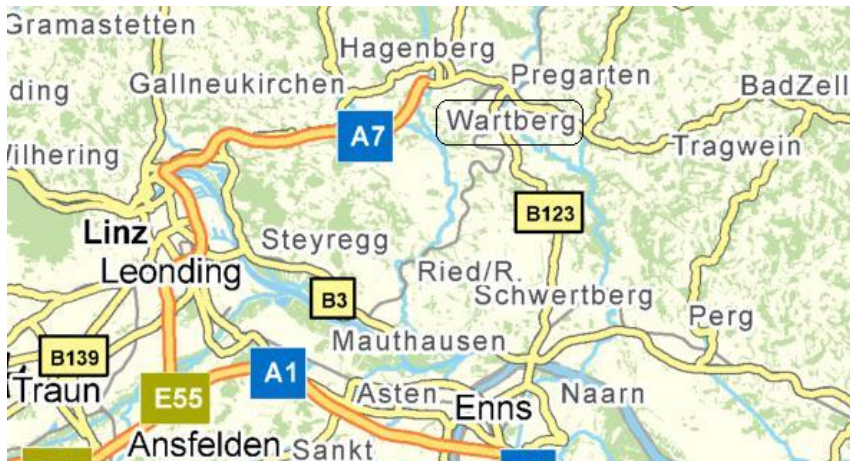 Gramastetten
Hagenberg
ding
Gallneukirchen
Pregarten
BadZell
Wartberg
A7
Wilhering
Tragwein
B123
Linz
Steyregg
Leonding
Ried/R.
B3
Schwertberg
Perg
Mauthausen
B139
A1
Traun
E55
Asten
Enns
Naarn
Ansfelden
Sankt